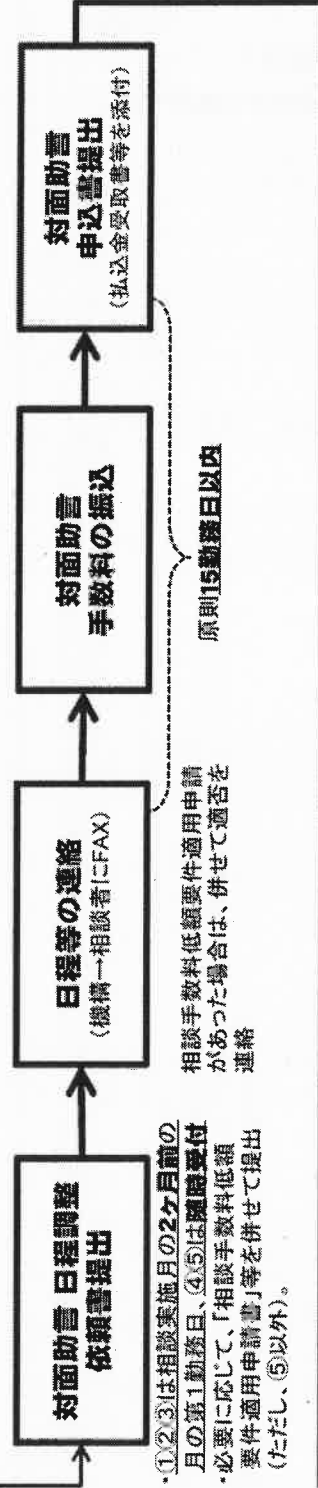 対面助言 日程調整
依頼書提出
・①②③は相談実施月の2ヶ月前の
月の第1勤務日、④⑤は随時受付
・必要に応じて、「相談手数料低額
要件適用申請書」等を併せて提出
(ただし、⑤以外)。
日程等の連絡
(機構→相談者にFAX)
相談手数料低額要件適用申請
があった場合は、併せて適否を
連絡
対面助言
手数料の振込
原則15勤務日以内
対面助言
申込書提出
(払込金受取書等を添付)